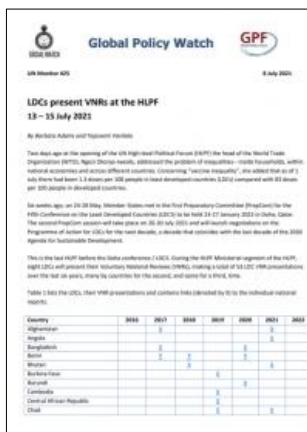 GLOBAL WATCH
Global Policy Watch
GPF
UN Monitor #25
8 July 2021
LDCs present VNRs at the HLPF
13 – 15 July 2021
By Barbara Adams and
Two days ago at the opening of the UN High-level Political Forum (HLPF) the head of the World Trade
Organization (WTO), Ngozi Okonjo-Iweala, addressed the problem of inequalities - inside households, within
national economies and across different countries. Concerning "vaccine inequality", she added that as of 1
July there had been 1.3 doses per 100 people in least developed countries (LDCs) compared with 83 doses
per 100 people in developed countries.
Six weeks ago, on 24-28 May, Member States met in the first Preparatory Committee (PrepCom) for the
Fifth Conference on the Least Developed Countries (LDC5) to be held 23-27 January 2022 in Doha, Qatar.
The second PrepCom session will take place on 26-30 July 2021 and will launch negotiations on the
Programme of Action for LDCs for the next decade, a decade that coincides with the last decade of the 2030
Agenda for Sustainable Development.
This is the last HLPF before the Doha conference / LDC5. During the HLPF Ministerial segment of the HLPF,
eight LDCs will present their Voluntary National Reviews (VNRs), making a total of 53 LDC VNR presentations
over the last six years, many by countries for the second, and some for a third, time.
Table 1 lists the LDCs, their VNR presentations and contains links (denoted by X) to the individual national
reports.
Country 2016 2017 2018 2019 2020 2021 2022
Afghanistan X X
Angola X
Bangladesh X X
Benin X X X
Bhutan X X
Burkina Faso X
Burundi X
Cambodia X
Central African Republic X
Chad X X